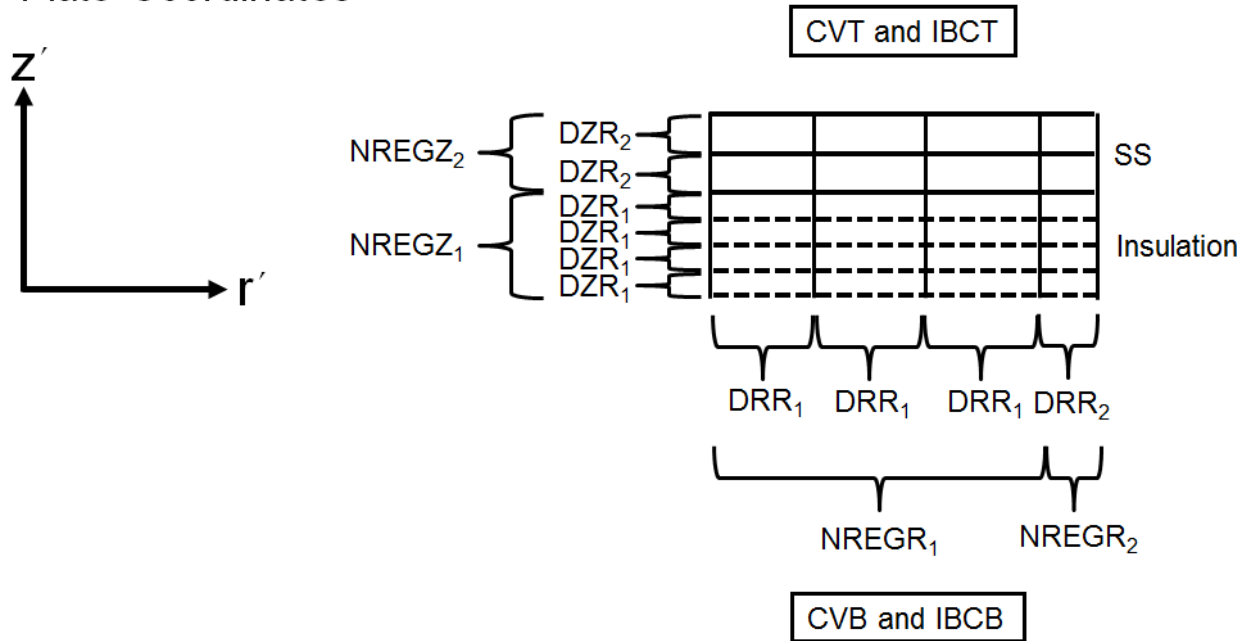 Plate Coordinates
CVT and IBCT
z´
DZR₂
NREGZ₂
SS
DZR₂
DZR₁
DZR₁
NREGZ₁
Insulation
DZR₁
DZR₁
r´
DRR₁ DRR₁ DRR₁ DRR₂
NREGR₁ NREGR₂
CVB and IBCB